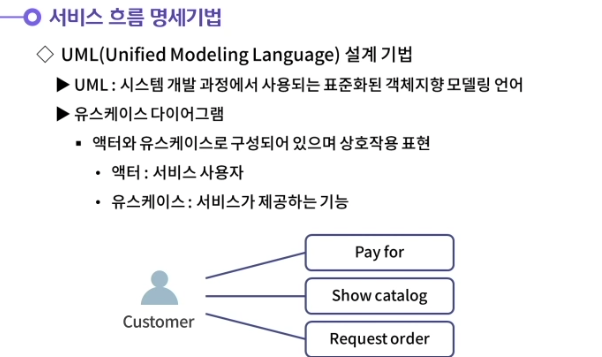 서비스 흐름 명세기법
◇ UML(Unified Modeling Language) 설계 기법
▶ UML : 시스템 개발 과정에서 사용되는 표준화된 객체지향 모델링 언어
▶ 유스케이스 다이어그램
▪ 액터와 유스케이스로 구성되어 있으며 상호작용 표현
• 액터 : 서비스 사용자
• 유스케이스 : 서비스가 제공하는 기능
Pay for
Show catalog
Customer
Request order